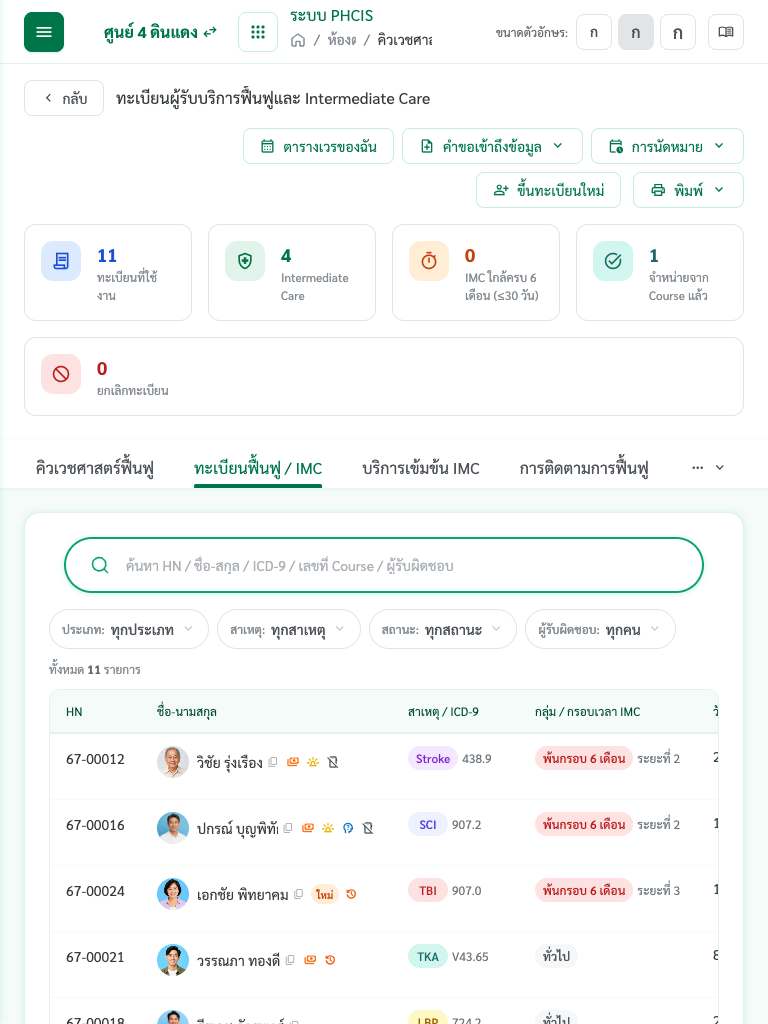 ศูนย์ 4 ดินแดง
ระบบ PHCIS
/ ห้อง / คิวเวชศา
ขนาดตัวอักษร: ก ก ก
กลับ
ทะเบียนผู้รับบริการฟื้นฟูและ Intermediate Care
ตารางเวรของฉัน
คำขอเข้าถึงข้อมูล
การนัดหมาย
ขึ้นทะเบียนใหม่
พิมพ์
11
ทะเบียนที่ใช้
งาน
4
Intermediate
Care
0
IMC ใกล้ครบ 6
เดือน (≤30 วัน)
1
จำหน่ายจาก
Course แล้ว
0
ยกเลิกทะเบียน
คิวเวชศาสตร์ฟื้นฟู
ทะเบียนฟื้นฟู / IMC
บริการเข้มข้น IMC
การติดตามการฟื้นฟู
ค้นหา HN / ชื่อ-สกุล / ICD-9 / เลขที่ Course / ผู้รับผิดชอบ
ประเภท: ทุกประเภท
สาเหตุ: ทุกสาเหตุ
สถานะ: ทุกสถานะ
ผู้รับผิดชอบ: ทุกคน
ทั้งหมด 11 รายการ
HN ชื่อ-นามสกุล สาเหตุ / ICD-9 กลุ่ม / กรอบเวลา IMC
67-00012 วิชัย รุ่งเรือง Stroke 438.9 พ้นกรอบ 6 เดือน ระยะที่ 2
67-00016 ปกรณ์ บุญพิทั SCI 907.2 พ้นกรอบ 6 เดือน ระยะที่ 2
67-00024 เอกชัย พิทยาคม ใหม่ TBI 907.0 พ้นกรอบ 6 เดือน ระยะที่ 3
67-00021 วรรณภา ทองดี TKA V43.65 ทั่วไป
67-00018 LBP 724.2 ทั่วไป